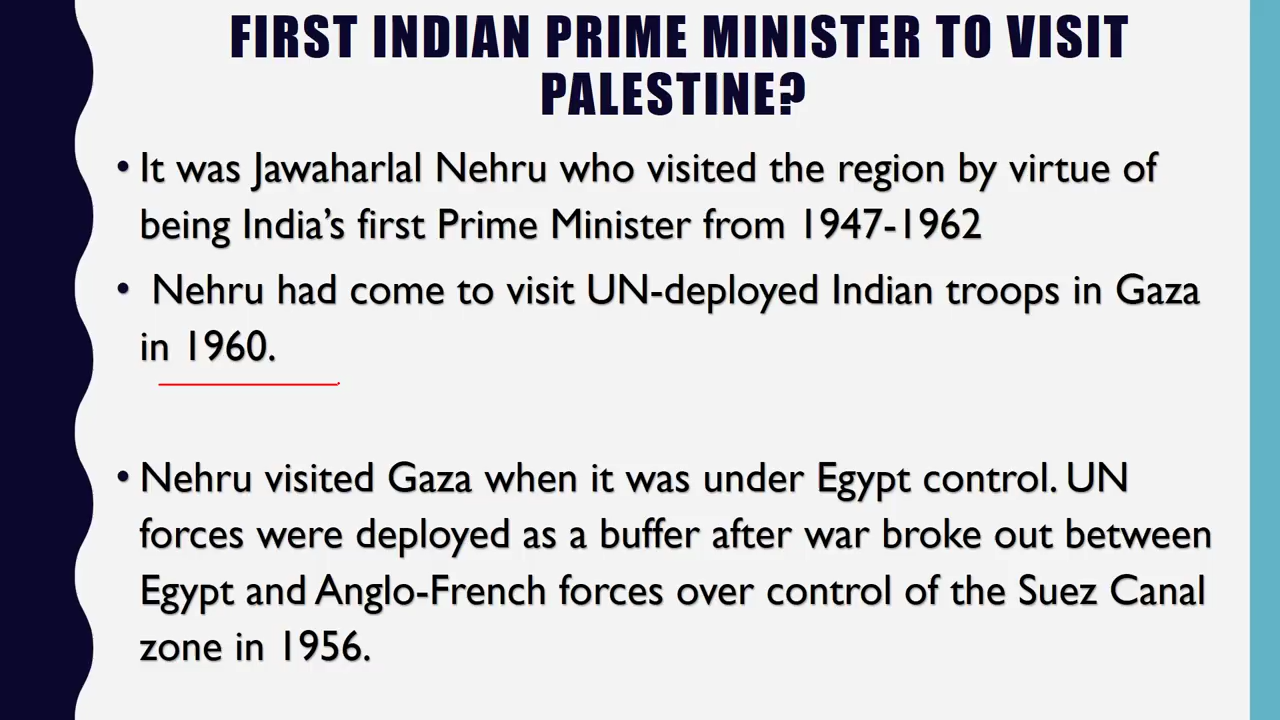 FIRST INDIAN PRIME MINISTER TO VISIT
PALESTINE?
• It was Jawaharlal Nehru who visited the region by virtue of
being India’s first Prime Minister from 1947-1962
• Nehru had come to visit UN-deployed Indian troops in Gaza
in 1960.
• Nehru visited Gaza when it was under Egypt control. UN
forces were deployed as a buffer after war broke out between
Egypt and Anglo-French forces over control of the Suez Canal
zone in 1956.